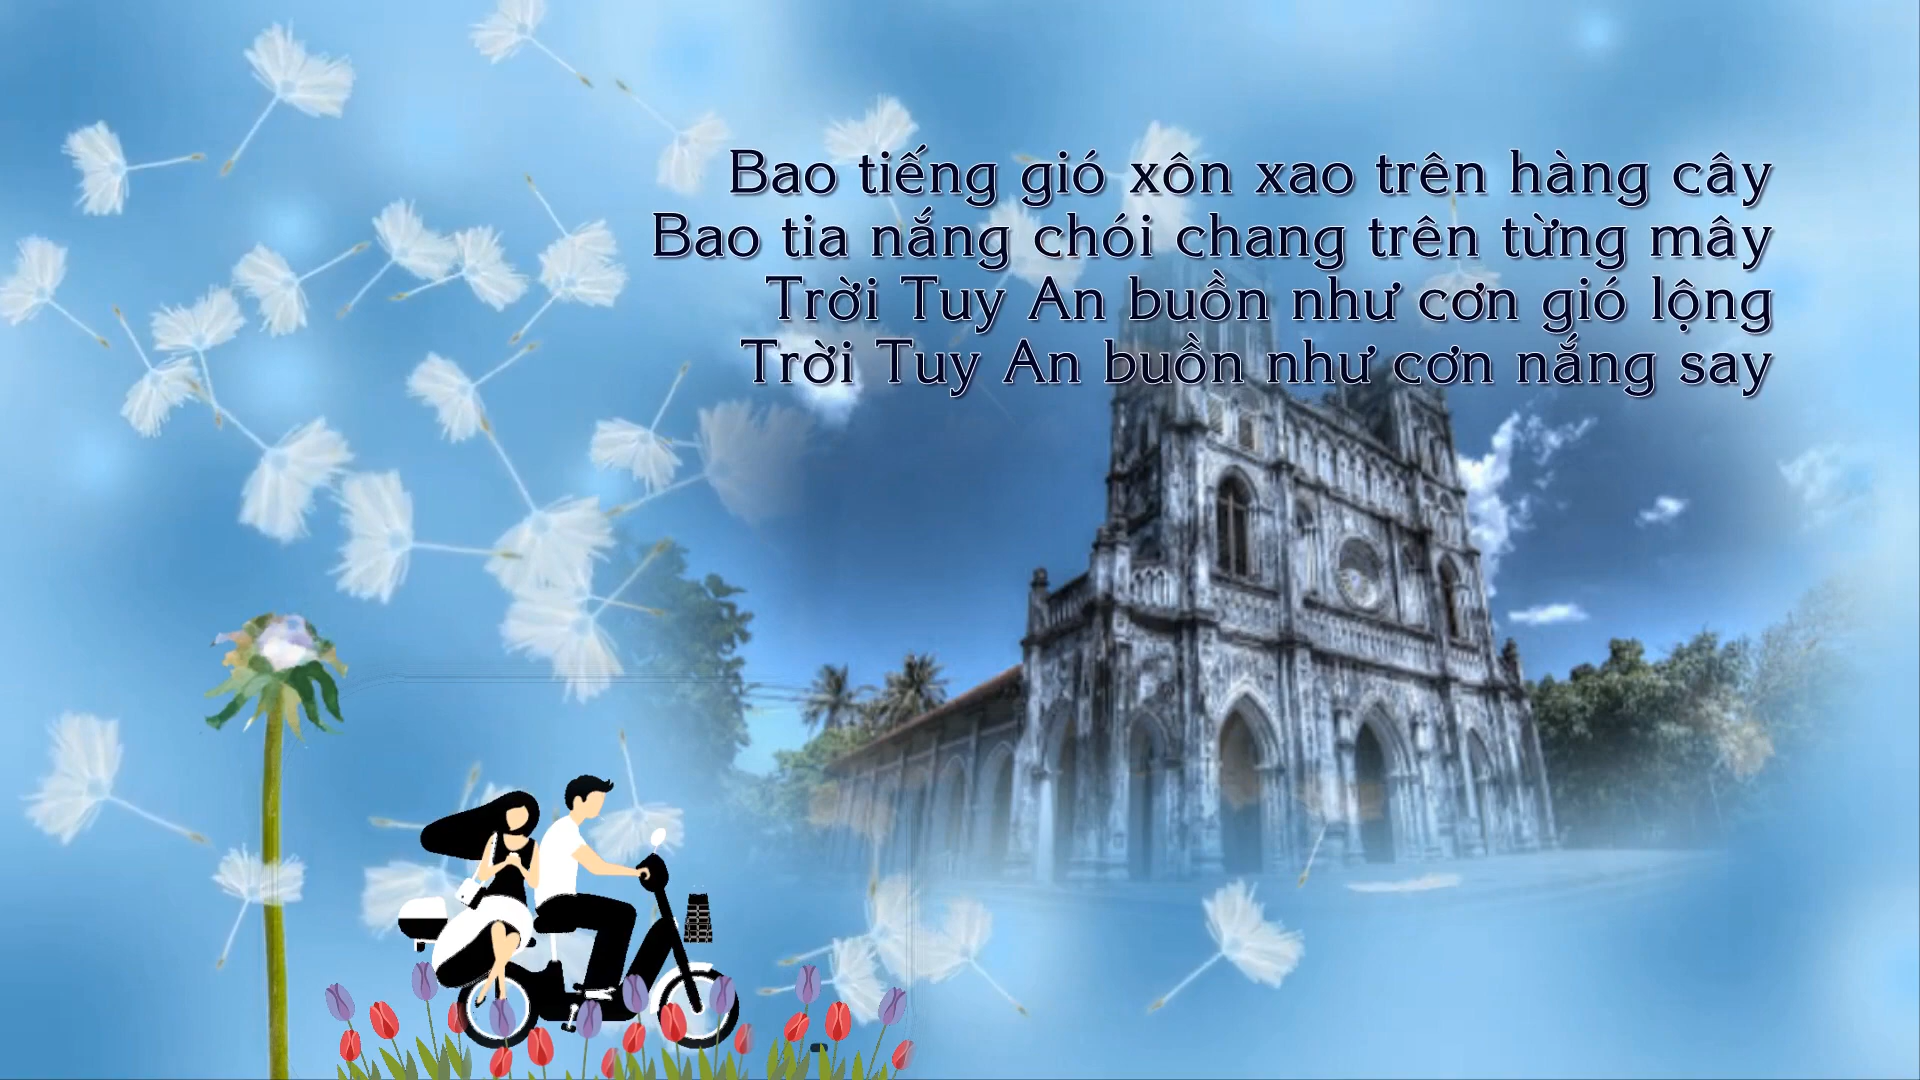 Bao tiếng gió xôn xao trên hàng cây
Bao tia nắng chói chang trên từng mây
Trời Tuy An buồn như cơn gió lộng
Trời Tuy An buồn như cơn nắng say